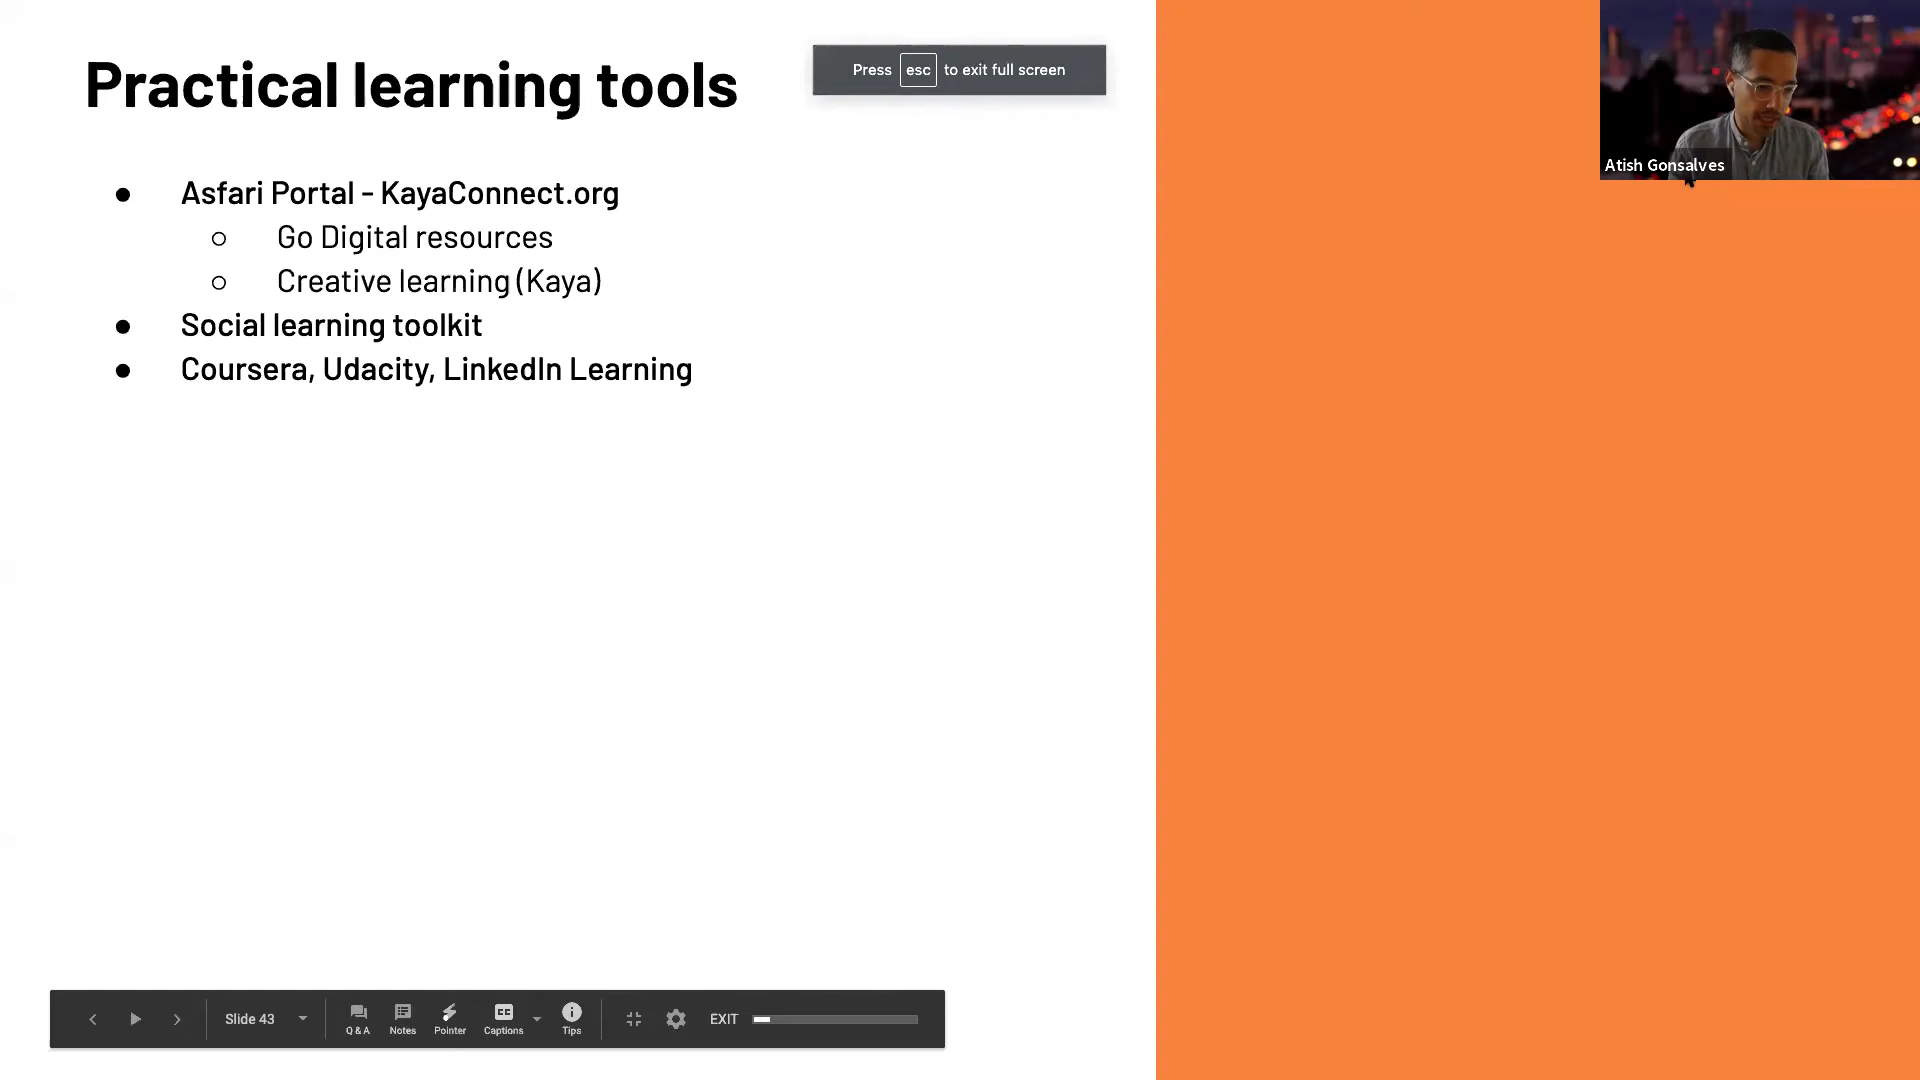 Practical learning tools
Press esc to exit full screen
Atish Gonsalves
● Asfari Portal - KayaConnect.org
○ Go Digital resources
○ Creative learning (Kaya)
● Social learning toolkit
● Coursera, Udacity, LinkedIn Learning
Slide 43
Q & A
Notes
Pointer
CC
Captions
Tips
EXIT